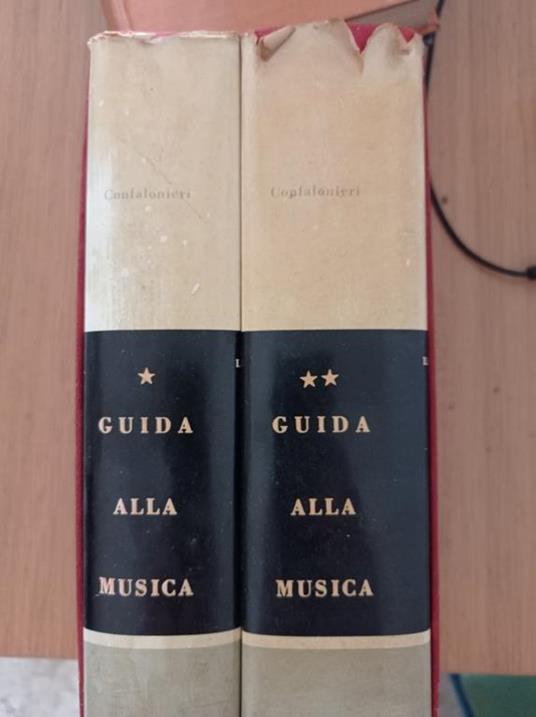 Confalonieri
★
GUIDA
ALLA
MUSICA
Confalonieri
★★
GUIDA
ALLA
MUSICA